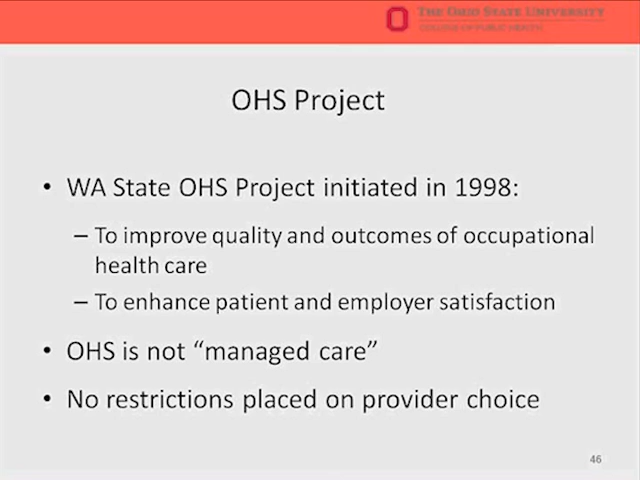 THE OHIO STATE UNIVERSITY
COLLEGE OF PUBLIC HEALTH
OHS Project
• WA State OHS Project initiated in 1998:
– To improve quality and outcomes of occupational
health care
– To enhance patient and employer satisfaction
• OHS is not “managed care”
• No restrictions placed on provider choice
46